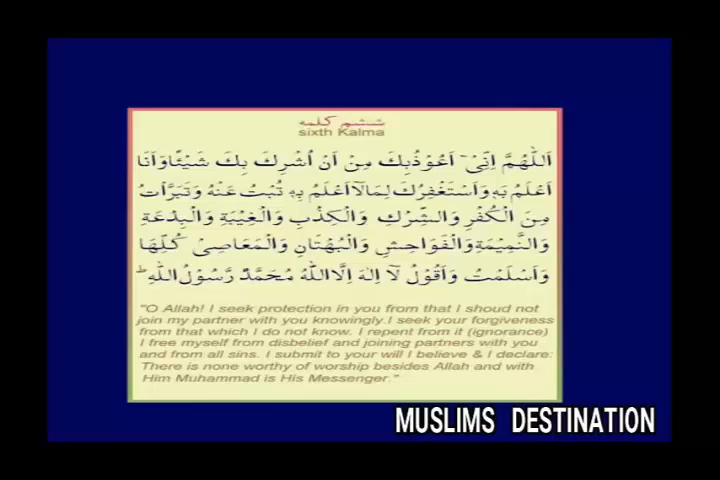 ششم کلمه
sixth Kalma
اَللّٰهُمَّ اِنِّیْٓ اَعُوْذُ بِكَ مِنْ اَنْ اُشْرِكَ بِكَ شَيْئًا وَّاَنَا
اَعْلَمُ بِهٖ وَاَسْتَغْفِرُكَ لِمَا لَآ اَعْلَمُ بِهٖ تُبْتُ عَنْهُ وَتَبَرَّأْتُ
مِنَ الْكُفْرِ وَالشِّرْكِ وَالْكِذْبِ وَالْغِيْبَةِ وَالْبِدْعَةِ
وَالنَّمِيْمَةِ وَالْفَوَاحِشِ وَالْبُهْتَانِ وَالْمَعَاصِیْ كُلِّهَا
وَاَسْلَمْتُ وَاَقُوْلُ لَآ اِلٰهَ اِلَّا اللّٰهُ مُحَمَّدٌ رَّسُوْلُ اللّٰهِ ؕ
"O Allah! I seek protection in you from that I shoud not
join my partner with you knowingly.I seek your forgiveness
from that which I do not know. I repent from it (ignorance)
I free myself from disbelief and joining partners with you
and from all sins. I submit to your will I believe & I declare:
There is none worthy of worship besides Allah and with
Him Muhammad is His Messenger."
MUSLIMS DESTINATION